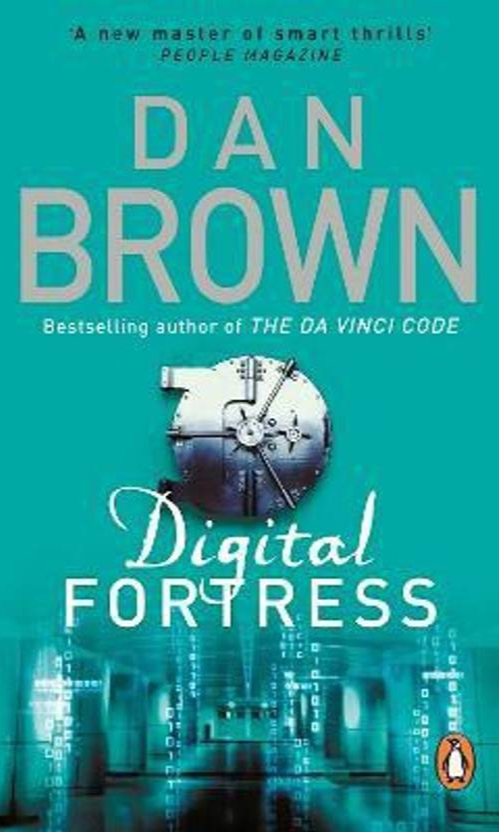 'A new master of smart thrills'
PEOPLE MAGAZINE
DAN
BROWN
Bestselling author of THE DA VINCI CODE
Digital
FORTRESS